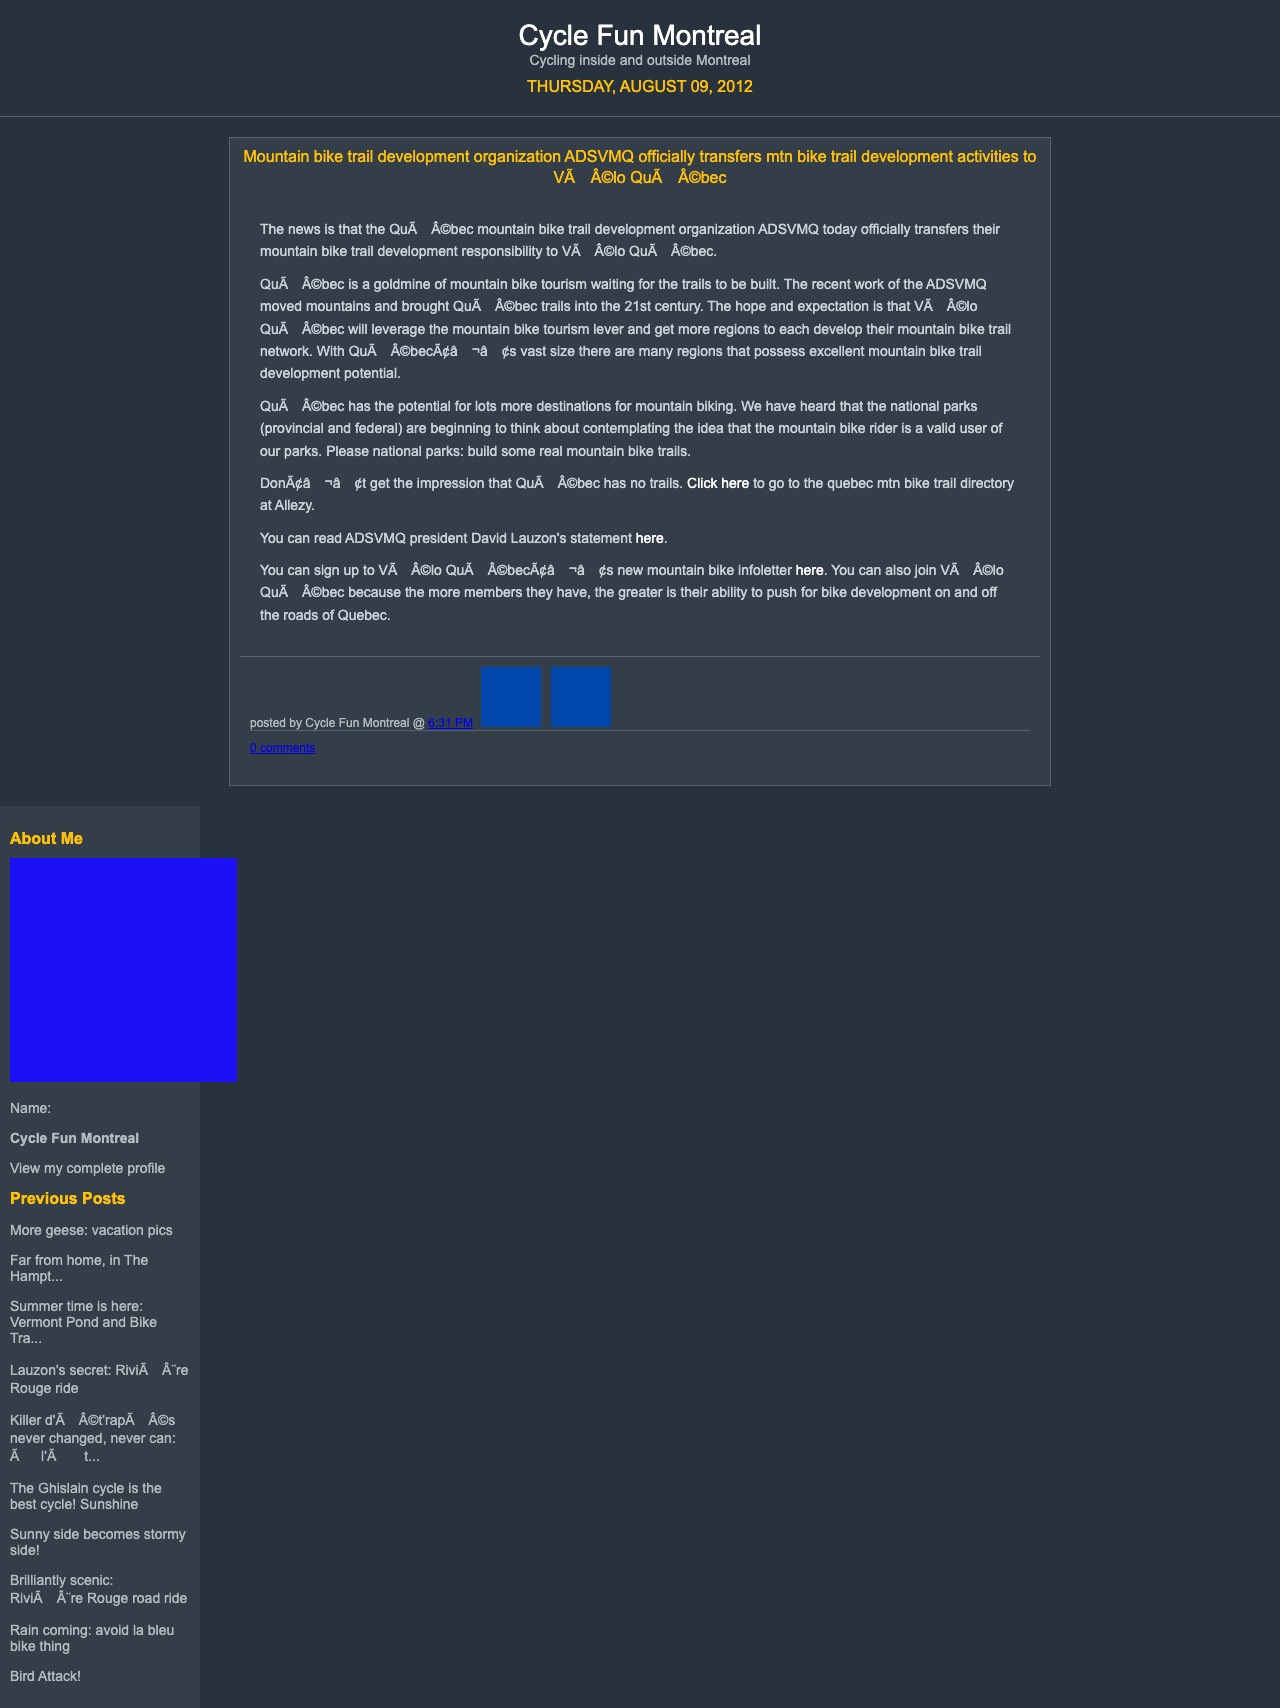 Cycle Fun Montreal
Cycling inside and outside Montreal
THURSDAY, AUGUST 09, 2012
Mountain bike trail development organization ADSVMQ officially transfers mtn bike trail development activities to
VÃ Â©lo QuÃ Â©bec
The news is that the QuÃ Â©bec mountain bike trail development organization ADSVMQ today officially transfers their
mountain bike trail development responsibility to VÃ Â©lo QuÃ Â©bec.
QuÃ Â©bec is a goldmine of mountain bike tourism waiting for the trails to be built. The recent work of the ADSVMQ
moved mountains and brought QuÃ Â©bec trails into the 21st century. The hope and expectation is that VÃ Â©lo
QuÃ Â©bec will leverage the mountain bike tourism lever and get more regions to each develop their mountain bike trail
network. With QuÃ Â©becÃ¢â ¬â ¢s vast size there are many regions that possess excellent mountain bike trail
development potential.
QuÃ Â©bec has the potential for lots more destinations for mountain biking. We have heard that the national parks
(provincial and federal) are beginning to think about contemplating the idea that the mountain bike rider is a valid user of
our parks. Please national parks: build some real mountain bike trails.
DonÃ¢â ¬â ¢t get the impression that QuÃ Â©bec has no trails. Click here to go to the quebec mtn bike trail directory
at Allezy.
You can read ADSVMQ president David Lauzon's statement here.
You can sign up to VÃ Â©lo QuÃ Â©becÃ¢â ¬â ¢s new mountain bike infoletter here. You can also join VÃ Â©lo
QuÃ Â©bec because the more members they have, the greater is their ability to push for bike development on and off
the roads of Quebec.
posted by Cycle Fun Montreal @ 6:31 PM
0 comments
About Me
Name:
Cycle Fun Montreal
View my complete profile
Previous Posts
More geese: vacation pics
Far from home, in The
Hampt...
Summer time is here:
Vermont Pond and Bike
Tra...
Lauzon's secret: RiviÃ Â¨re
Rouge ride
Killer d'Ã Â©t'rapÃ Â©s
never changed, never can:
Ã l'Ã t...
The Ghislain cycle is the
best cycle! Sunshine
Sunny side becomes stormy
side!
Brilliantly scenic:
RiviÃ Â¨re Rouge road ride
Rain coming: avoid la bleu
bike thing
Bird Attack!